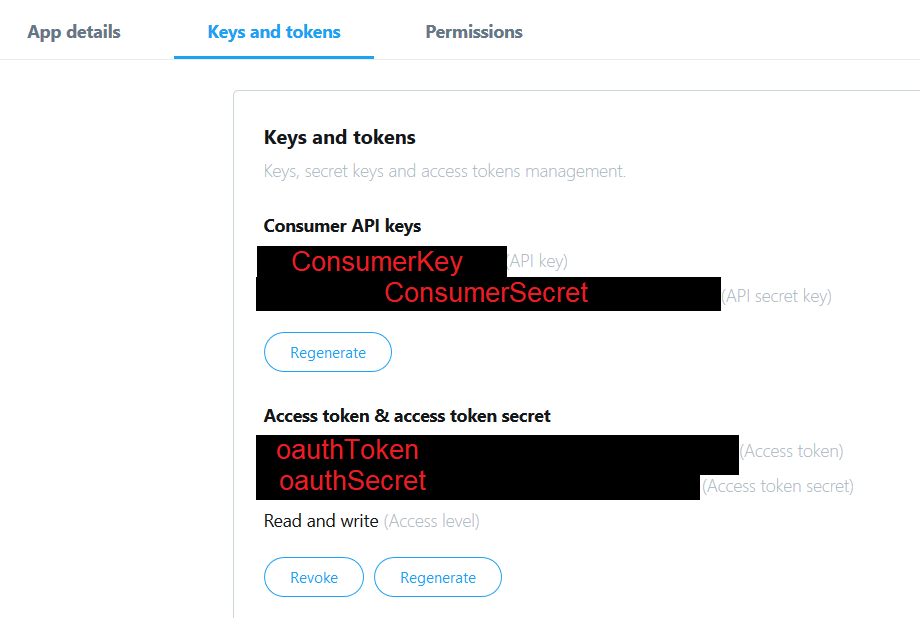 App details Keys and tokens Permissions
Keys and tokens
Keys, secret keys and access tokens management.
Consumer API keys
ConsumerKey (API key)
ConsumerSecret (API secret key)
Regenerate
Access token & access token secret
oauthToken (Access token)
oauthSecret (Access token secret)
Read and write (Access level)
Revoke Regenerate